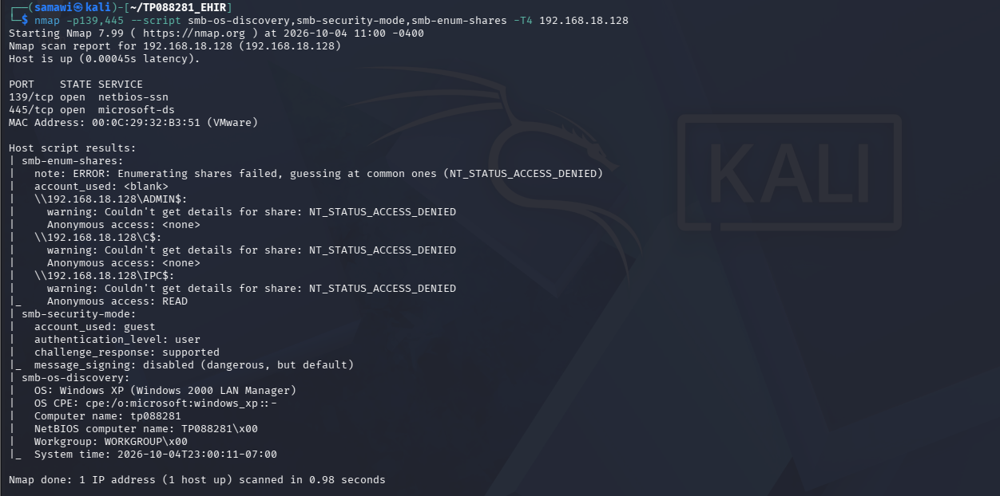 ┌──(samawi㉿kali)-[~/TP088281_EHIR]
└─$ nmap -p139,445 --script smb-os-discovery,smb-security-mode,smb-enum-shares -T4 192.168.18.128
Starting Nmap 7.99 ( https://nmap.org ) at 2026-10-04 11:00 -0400
Nmap scan report for 192.168.18.128 (192.168.18.128)
Host is up (0.00045s latency).

PORT    STATE SERVICE
139/tcp open  netbios-ssn
445/tcp open  microsoft-ds
MAC Address: 00:0C:29:32:B3:51 (VMware)

Host script results:
| smb-enum-shares:
|   note: ERROR: Enumerating shares failed, guessing at common ones (NT_STATUS_ACCESS_DENIED)
|   account_used: <blank>
|   \\192.168.18.128\ADMIN$:
|     warning: Couldn't get details for share: NT_STATUS_ACCESS_DENIED
|     Anonymous access: <none>
|   \\192.168.18.128\C$:
|     warning: Couldn't get details for share: NT_STATUS_ACCESS_DENIED
|     Anonymous access: <none>
|   \\192.168.18.128\IPC$:
|     warning: Couldn't get details for share: NT_STATUS_ACCESS_DENIED
|_    Anonymous access: READ
| smb-security-mode:
|   account_used: guest
|   authentication_level: user
|   challenge_response: supported
|_  message_signing: disabled (dangerous, but default)
| smb-os-discovery:
|   OS: Windows XP (Windows 2000 LAN Manager)
|   OS CPE: cpe:/o:microsoft:windows_xp::-
|   Computer name: tp088281
|   NetBIOS computer name: TP088281\x00
|   Workgroup: WORKGROUP\x00
|_  System time: 2026-10-04T23:00:11-07:00

Nmap done: 1 IP address (1 host up) scanned in 0.98 seconds
KALI